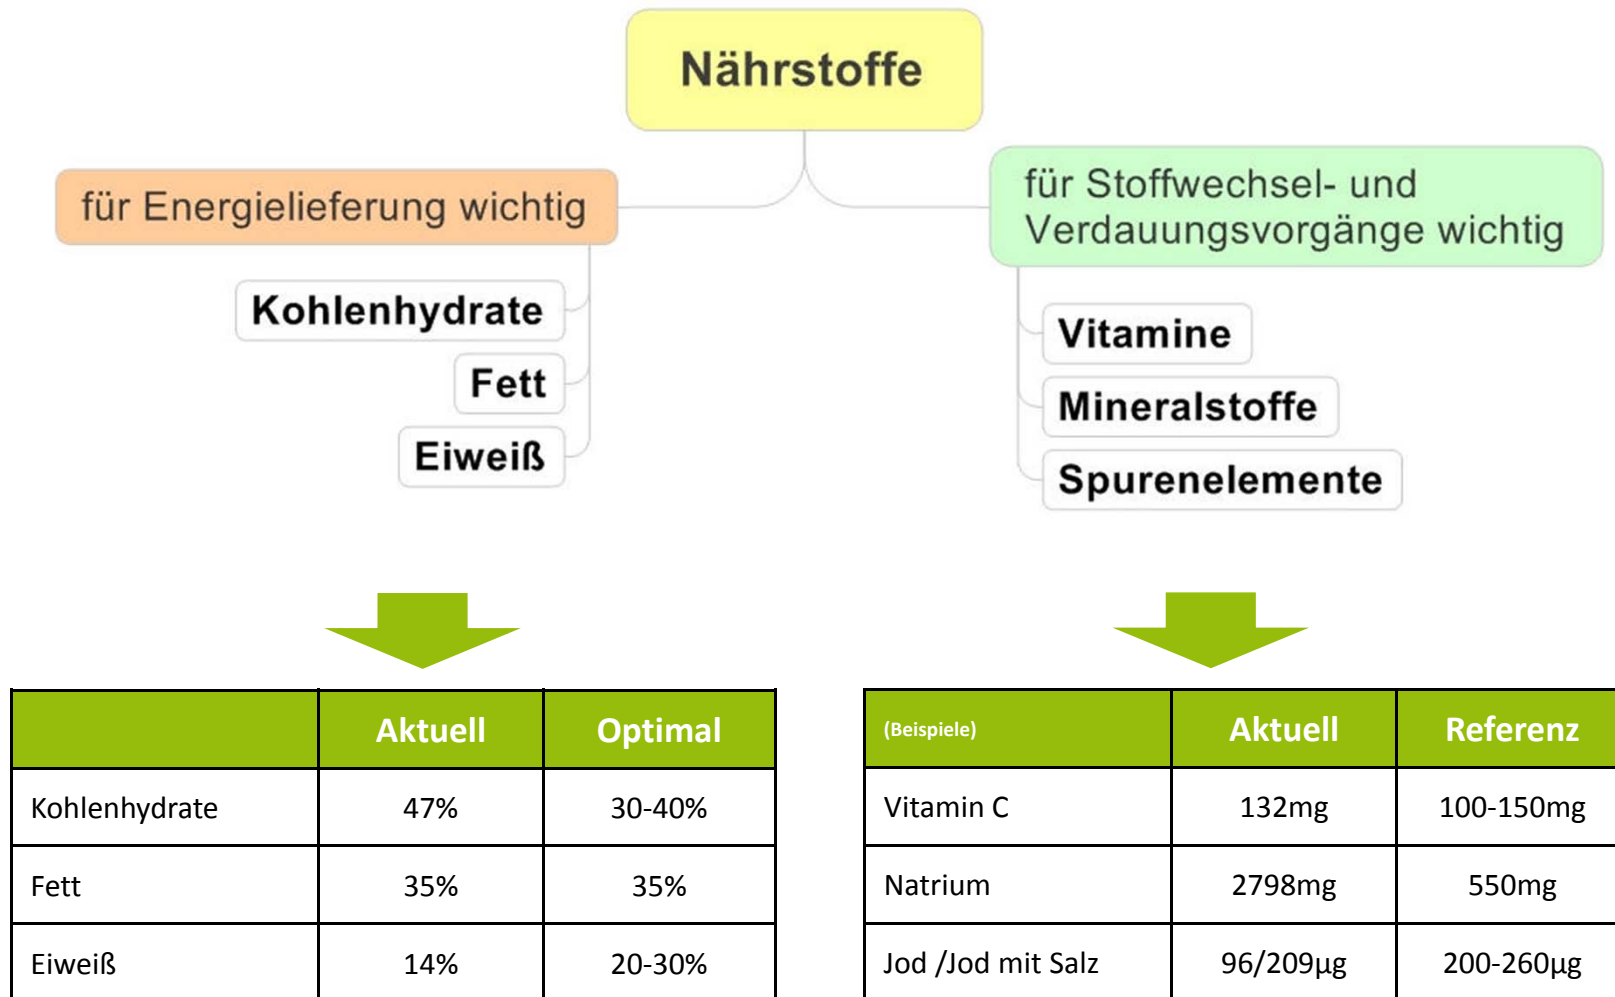 Nährstoffe
für Energielieferung wichtig
Kohlenhydrate
Fett
Eiweiß
für Stoffwechsel- und
Verdauungsvorgänge wichtig
Vitamine
Mineralstoffe
Spurenelemente
Aktuell Optimal
Kohlenhydrate 47% 30-40%
Fett 35% 35%
Eiweiß 14% 20-30%
(Beispiele) Aktuell Referenz
Vitamin C 132mg 100-150mg
Natrium 2798mg 550mg
Jod /Jod mit Salz 96/209µg 200-260µg